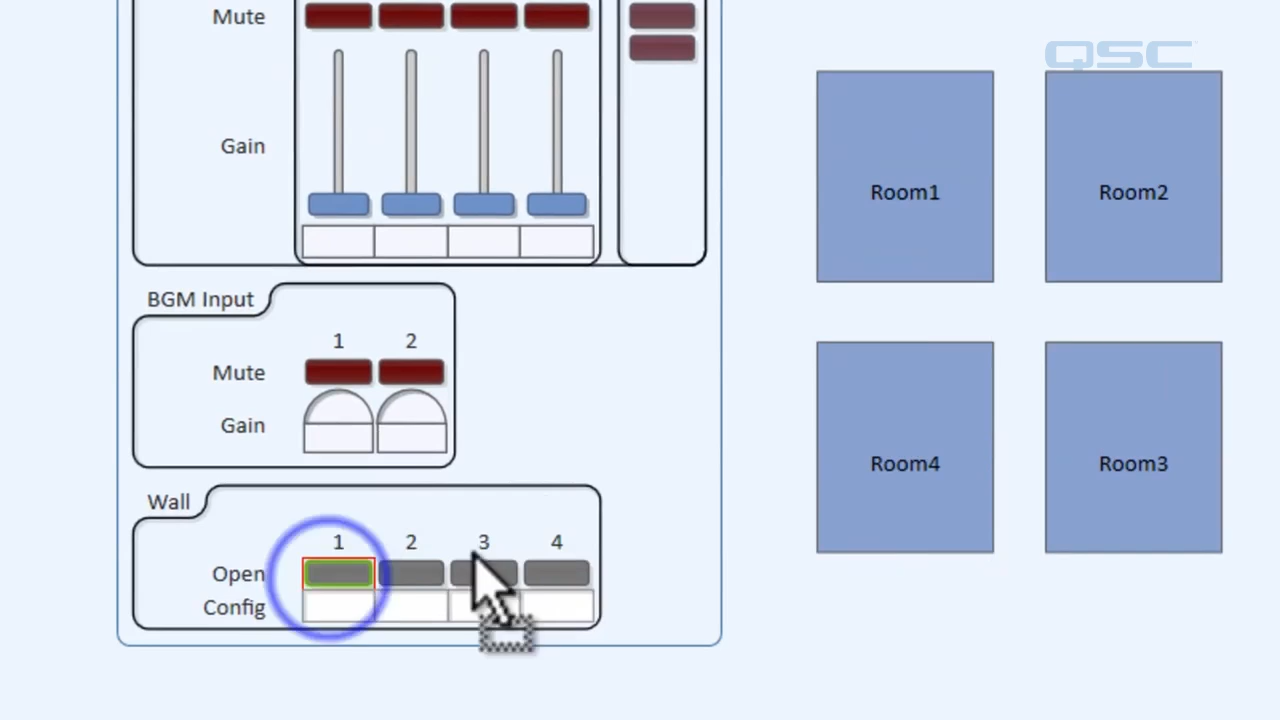 Mute
QSC
Gain
Room1 Room2
BGM Input
1 2
Mute
Gain
Room4 Room3
Wall
1 2 3 4
Open
Config